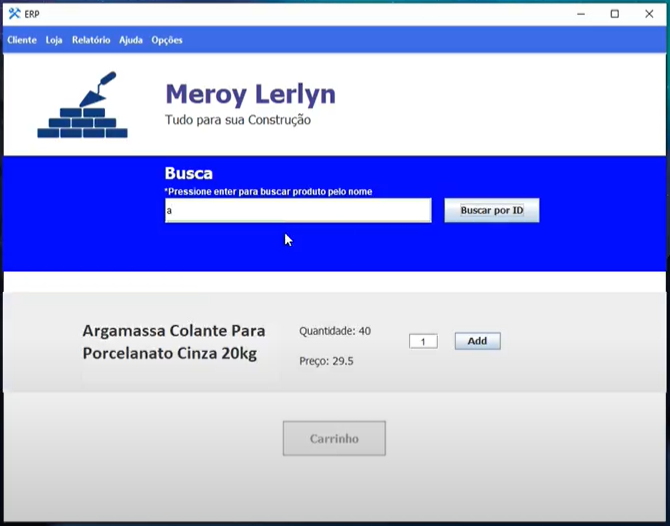 ERP
Cliente Loja Relatório Ajuda Opções
Meroy Lerlyn
Tudo para sua Construção
Busca
*Pressione enter para buscar produto pelo nome
a
Buscar por ID
Argamassa Colante Para
Porcelanato Cinza 20kg
Quantidade: 40
Preço: 29.5
1
Add
Carrinho